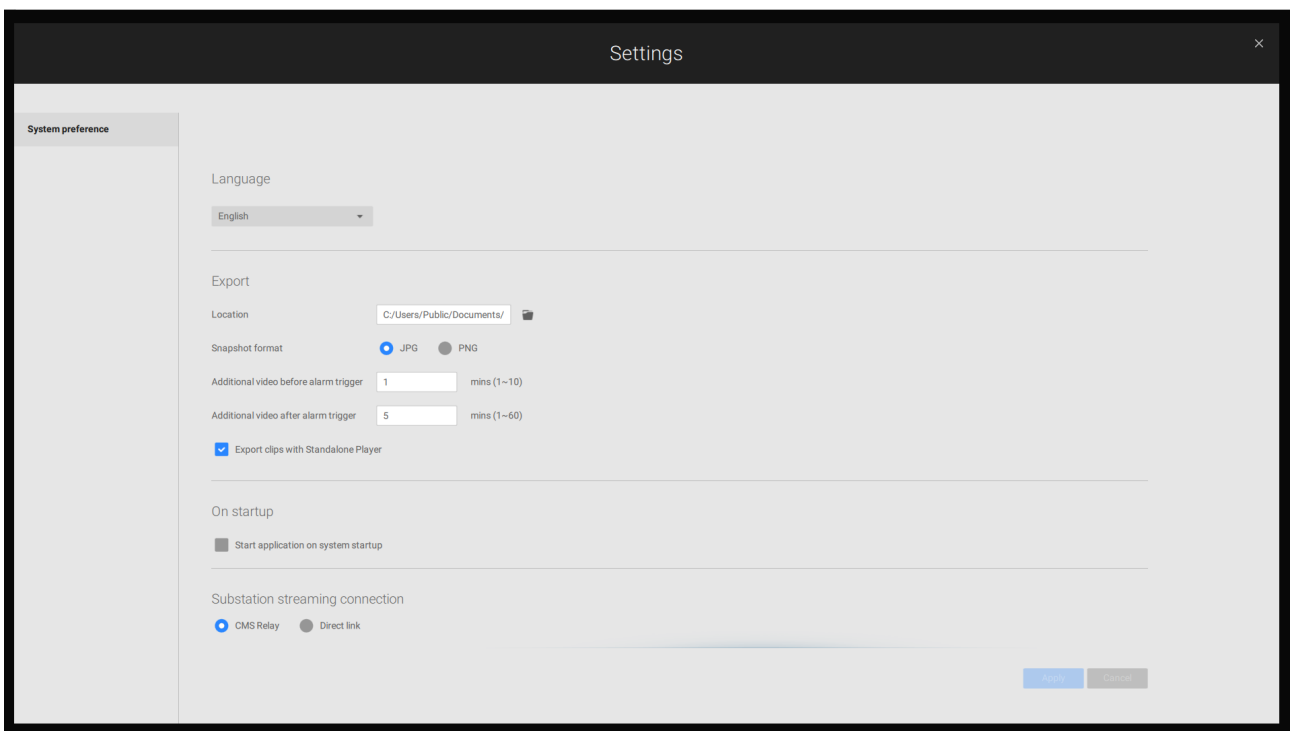 Settings
System preference
Language
English
Export
Location C:/Users/Public/Documents/
Snapshot format JPG PNG
Additional video before alarm trigger 1 mins (1~10)
Additional video after alarm trigger 5 mins (1~60)
Export clips with Standalone Player
On startup
Start application on system startup
Substation streaming connection
CMS Relay Direct link
Apply Cancel